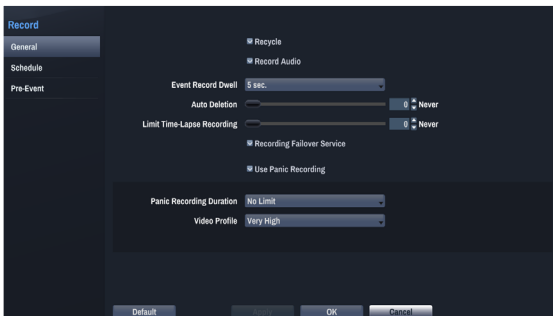 Record
General
Schedule
Pre-Event
Recycle
Record Audio
Event Record Dwell 5 sec.
Auto Deletion 0 Never
Limit Time-Lapse Recording 0 Never
Recording Failover Service
Use Panic Recording
Panic Recording Duration No Limit
Video Profile Very High
Default Apply OK Cancel